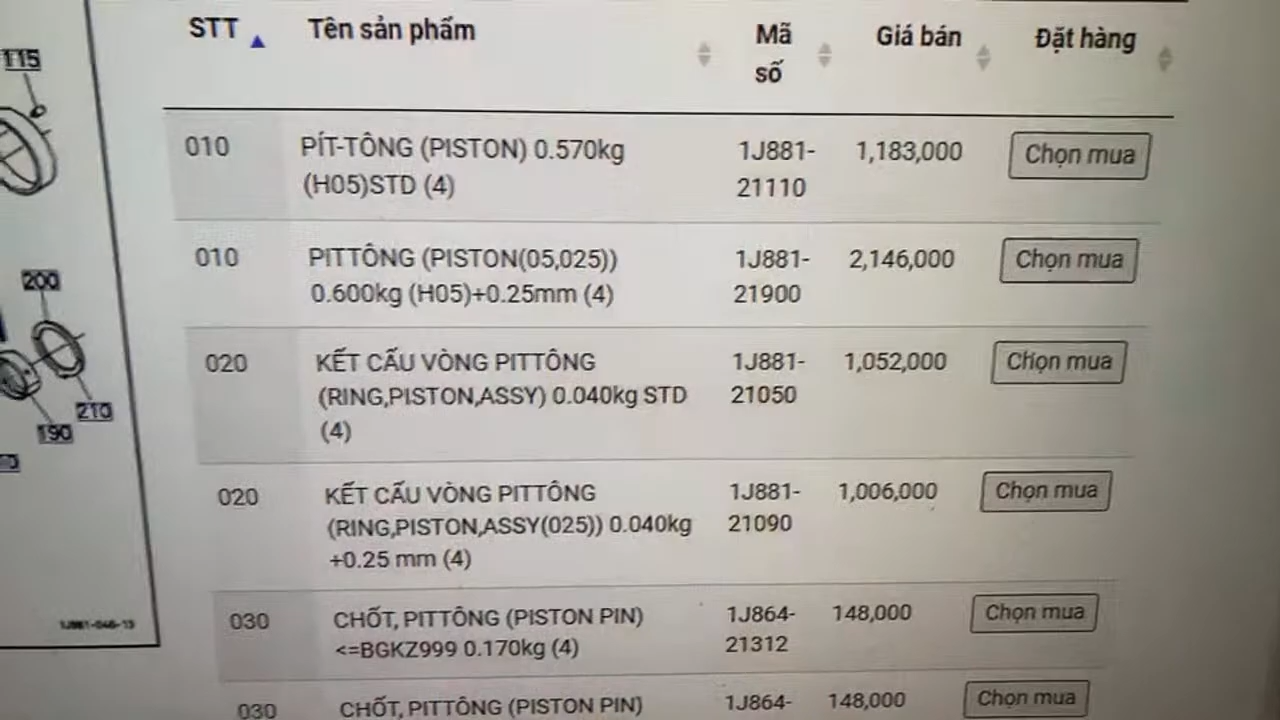 115
200
210
190
1J881-046-13
STT Tên sản phẩm Mã số Giá bán Đặt hàng
010 PÍT-TÔNG (PISTON) 0.570kg 1J881- 1,183,000 Chọn mua
(H05)STD (4) 21110
010 PITTÔNG (PISTON(05,025)) 1J881- 2,146,000 Chọn mua
0.600kg (H05)+0.25mm (4) 21900
020 KẾT CẤU VÒNG PITTÔNG 1J881- 1,052,000 Chọn mua
(RING,PISTON,ASSY) 0.040kg STD 21050
(4)
020 KẾT CẤU VÒNG PITTÔNG 1J881- 1,006,000 Chọn mua
(RING,PISTON,ASSY(025)) 0.040kg 21090
+0.25 mm (4)
030 CHỐT, PITTÔNG (PISTON PIN) 1J864- 148,000 Chọn mua
<=BGKZ999 0.170kg (4) 21312
030 CHỐT, PITTÔNG (PISTON PIN) 1J864- 148,000 Chọn mua